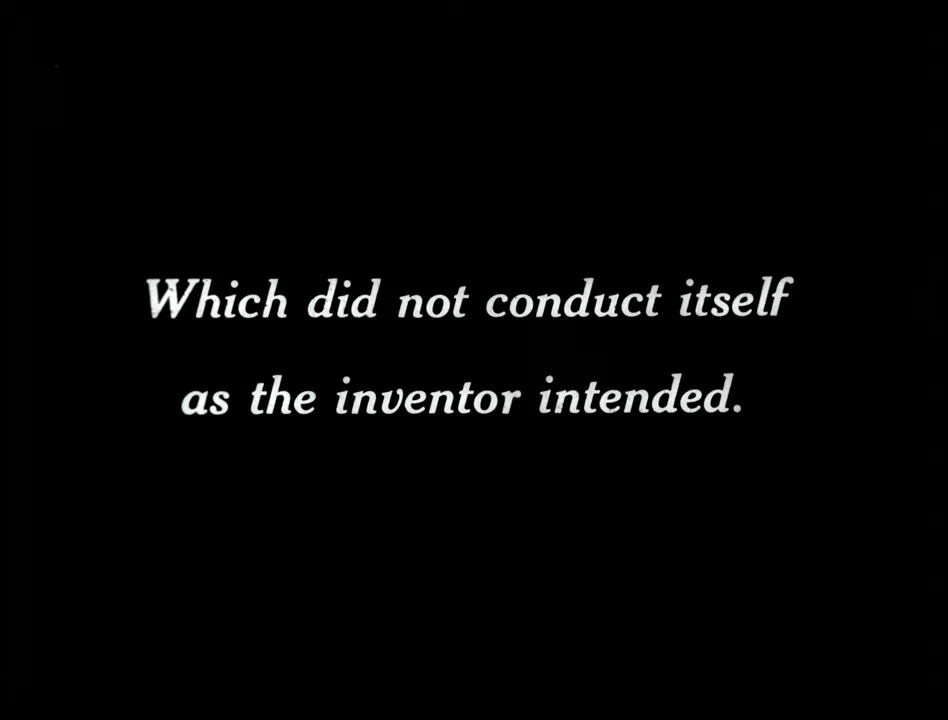 Which did not conduct itself
as the inventor intended.